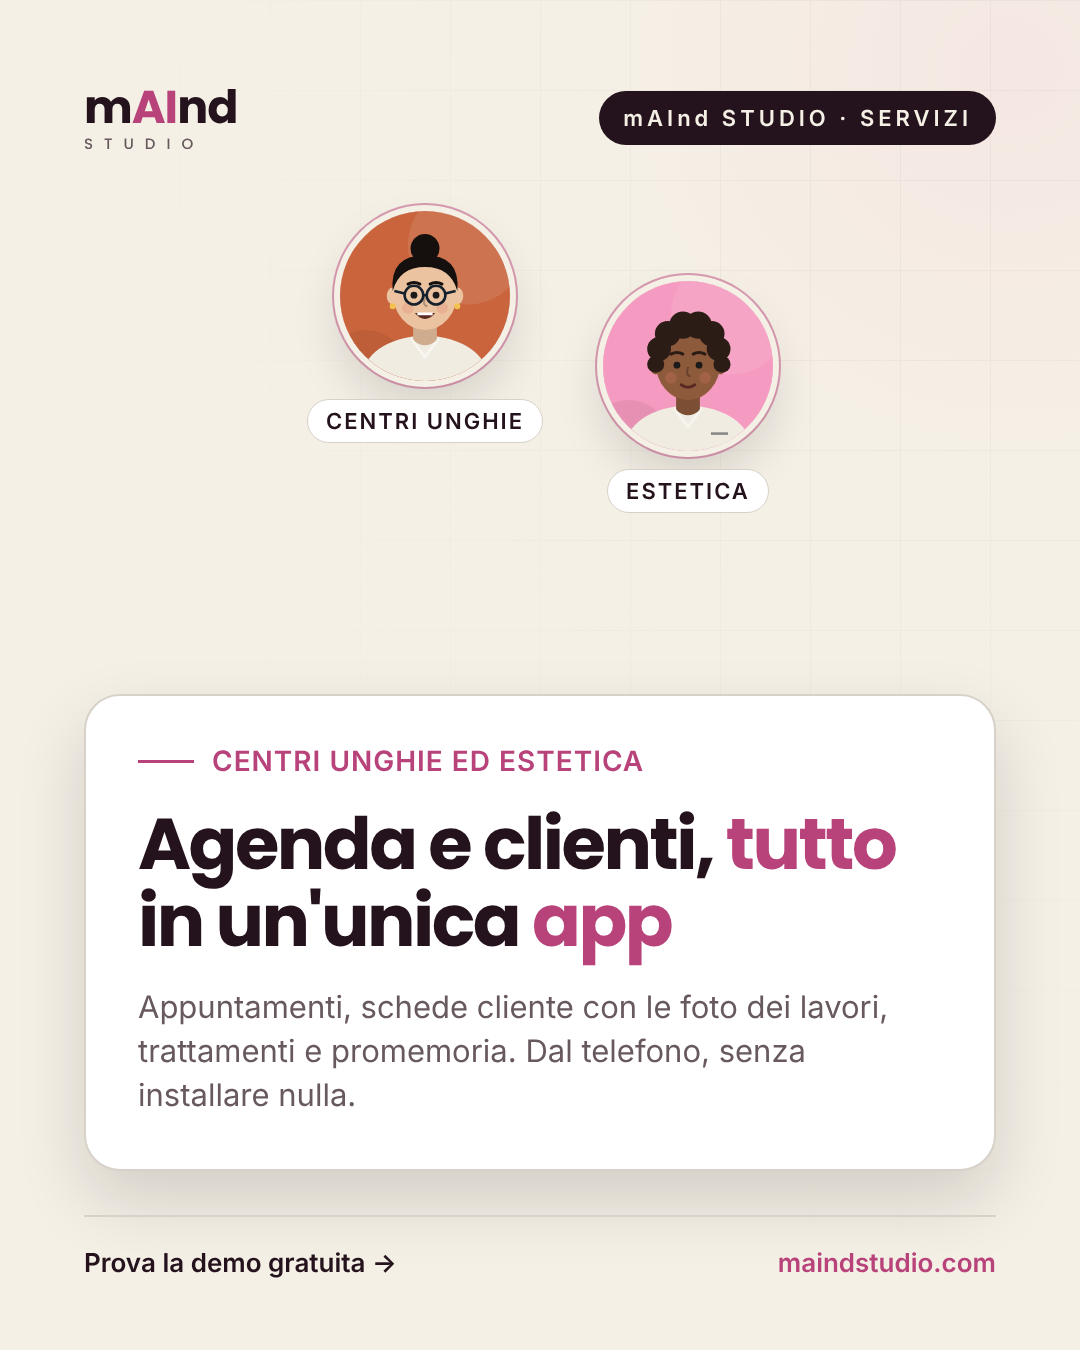 mAInd
STUDIO
mAInd STUDIO · SERVIZI
CENTRI UNGHIE
ESTETICA
CENTRI UNGHIE ED ESTETICA
Agenda e clienti, tutto
in un'unica app
Appuntamenti, schede cliente con le foto dei lavori,
trattamenti e promemoria. Dal telefono, senza
installare nulla.
Prova la demo gratuita →
maindstudio.com